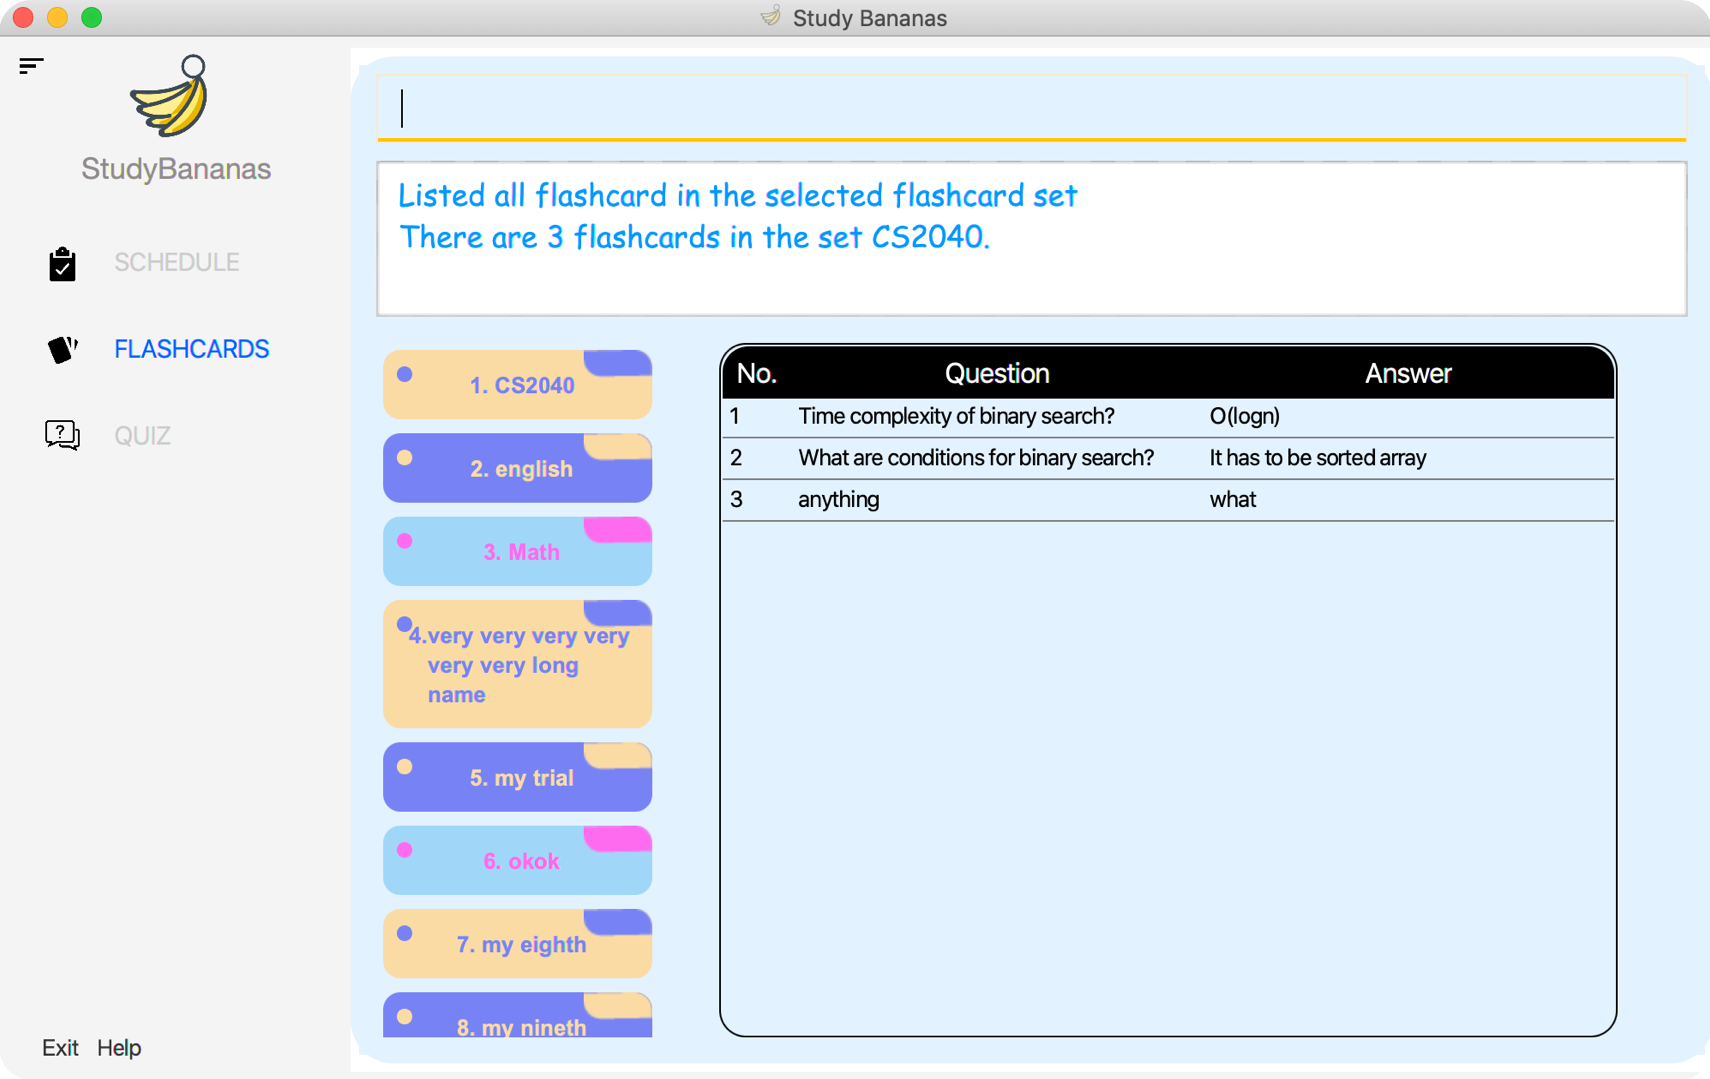 Study Bananas
StudyBananas
SCHEDULE
FLASHCARDS
QUIZ
Exit Help
Listed all flashcard in the selected flashcard set
There are 3 flashcards in the set CS2040.
1. CS2040
2. english
3. Math
4.very very very very
very very long
name
5. my trial
6. okok
7. my eighth
8. my nineth
No. Question Answer
1 Time complexity of binary search? O(logn)
2 What are conditions for binary search? It has to be sorted array
3 anything what